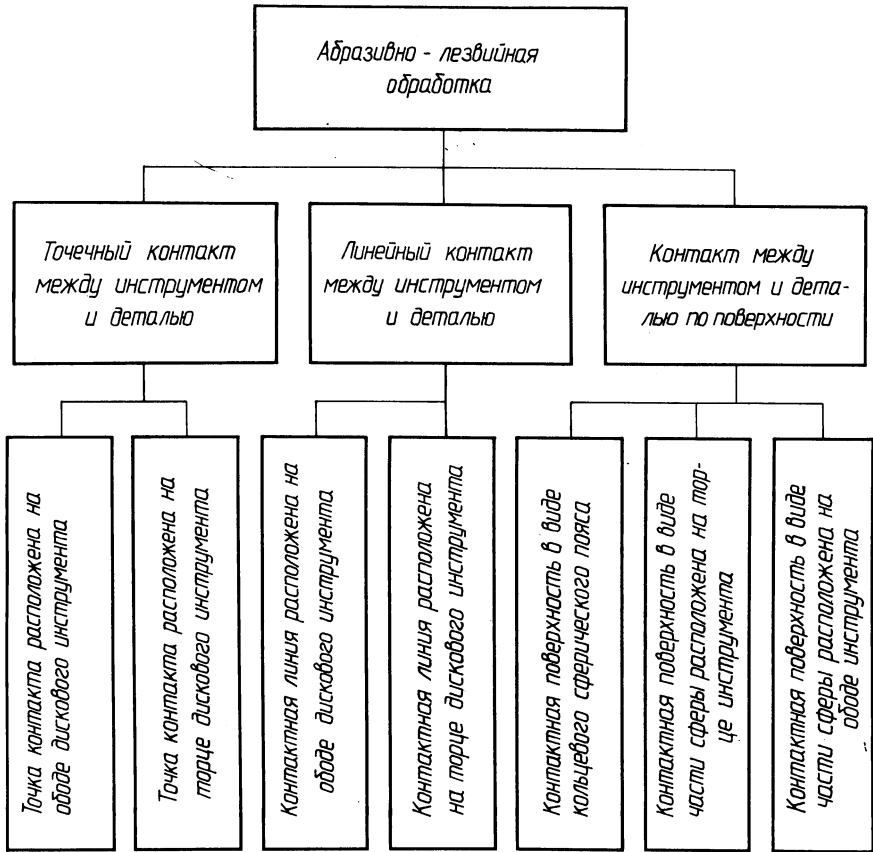 Абразивно - лезвийная
обработка
Точечный контакт
между инструментом
и деталью
Линейный контакт
между инструментом
и деталью
Контакт между
инструментом и дета-
лью по поверхности
Точка контакта расположена на
ободе дискового инструмента
Точка контакта расположена на
торце дискового инструмента
Контактная линия расположена на
ободе дискового инструмента
Контактная линия расположена
на торце дискового инструмента
Контактная поверхность в виде
кольцевого сферического пояса
Контактная поверхность в виде
части сферы расположена на тор-
це инструмента
Контактная поверхность в виде
части сферы расположена на
ободе инструмента